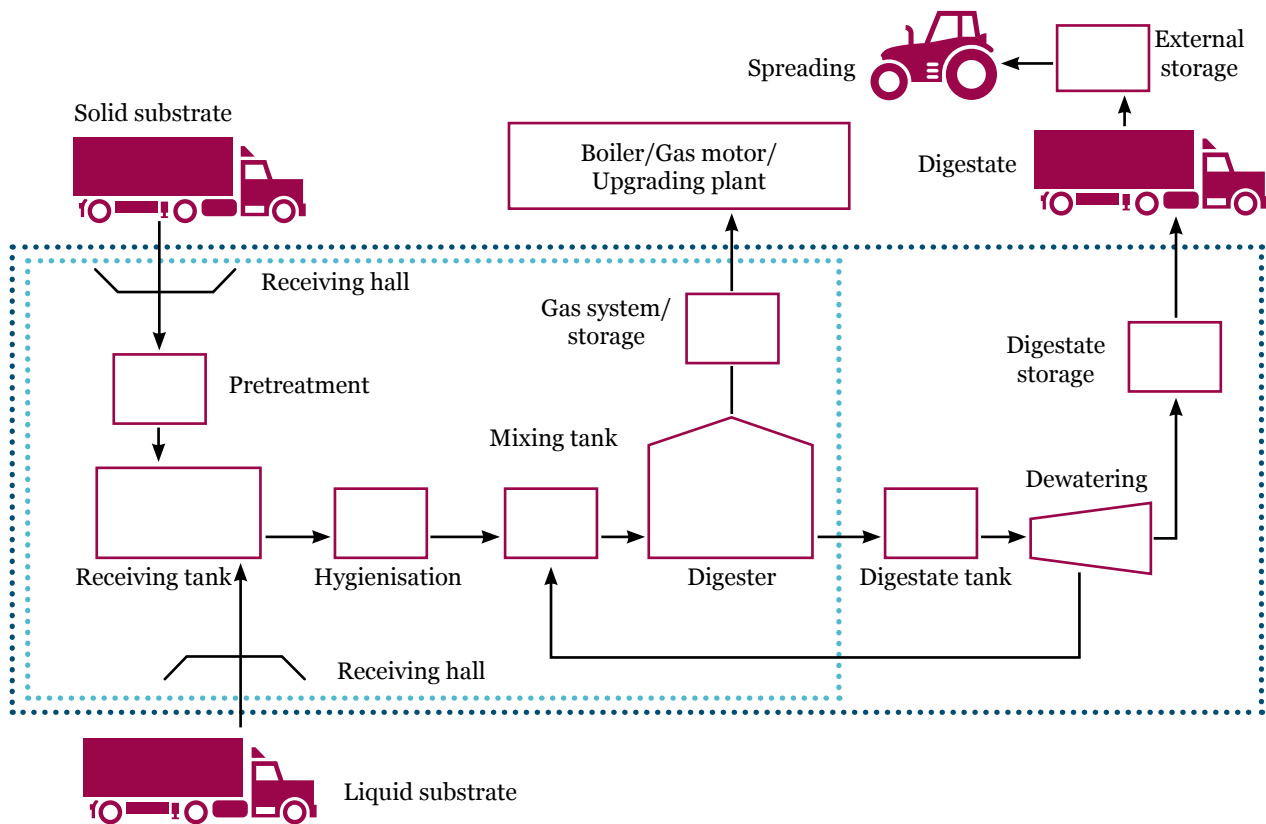 Spreading
External
storage
Solid substrate
Digestate
Boiler/Gas motor/
Upgrading plant
Receiving hall
Gas system/
storage
Digestate
storage
Pretreatment
Mixing tank
Dewatering
Receiving tank
Hygienisation
Digester
Digestate tank
Receiving hall
Liquid substrate